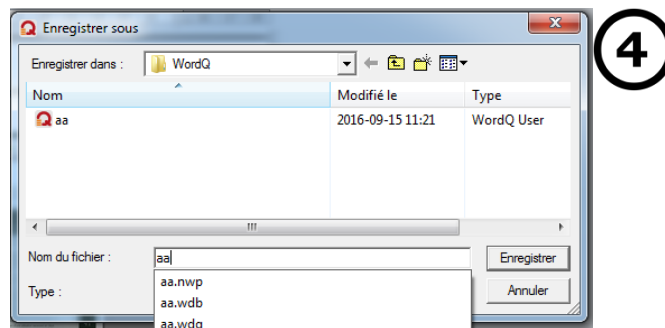 Enregistrer sous
4
Enregistrer dans : WordQ
Nom Modifié le Type
aa 2016-09-15 11:21 WordQ User
Nom du fichier : aa Enregistrer
aa.nwp
Type : Annuler
aa.wdb
aa.wdq